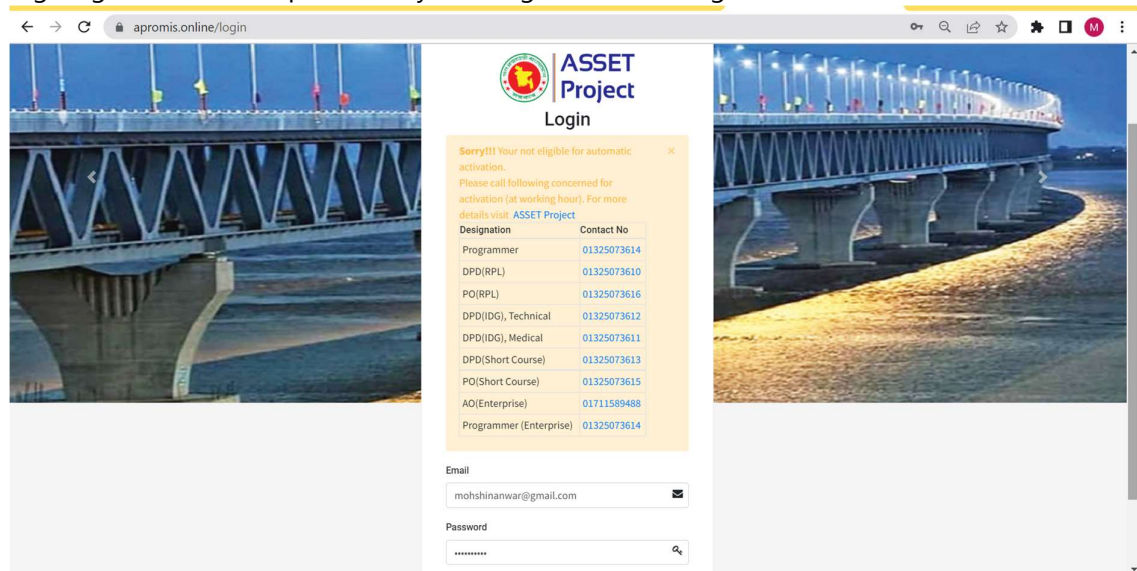 apromis.online/login
M
ASSET
Project
Login
Sorry!!! Your not eligible for automatic
activation.
Please call following concerned for
activation (at working hour). For more
details visit ASSET Project
Designation Contact No
Programmer 01325073614
DPD(RPL) 01325073610
PO(RPL) 01325073616
DPD(IDG), Technical 01325073612
DPD(IDG), Medical 01325073611
DPD(Short Course) 01325073613
PO(Short Course) 01325073615
AO(Enterprise) 01711589488
Programmer (Enterprise) 01325073614
Email
mohshinanwar@gmail.com
Password